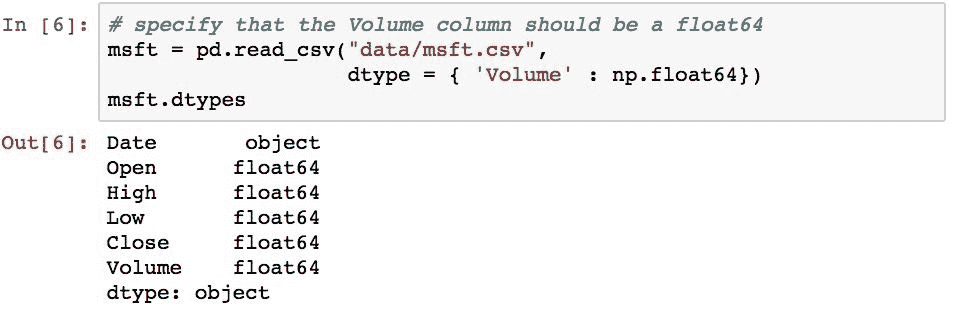 In [6]: # specify that the Volume column should be a float64
msft = pd.read_csv("data/msft.csv",
dtype = { 'Volume' : np.float64})
msft.dtypes
Out[6]: Date object
Open float64
High float64
Low float64
Close float64
Volume float64
dtype: object